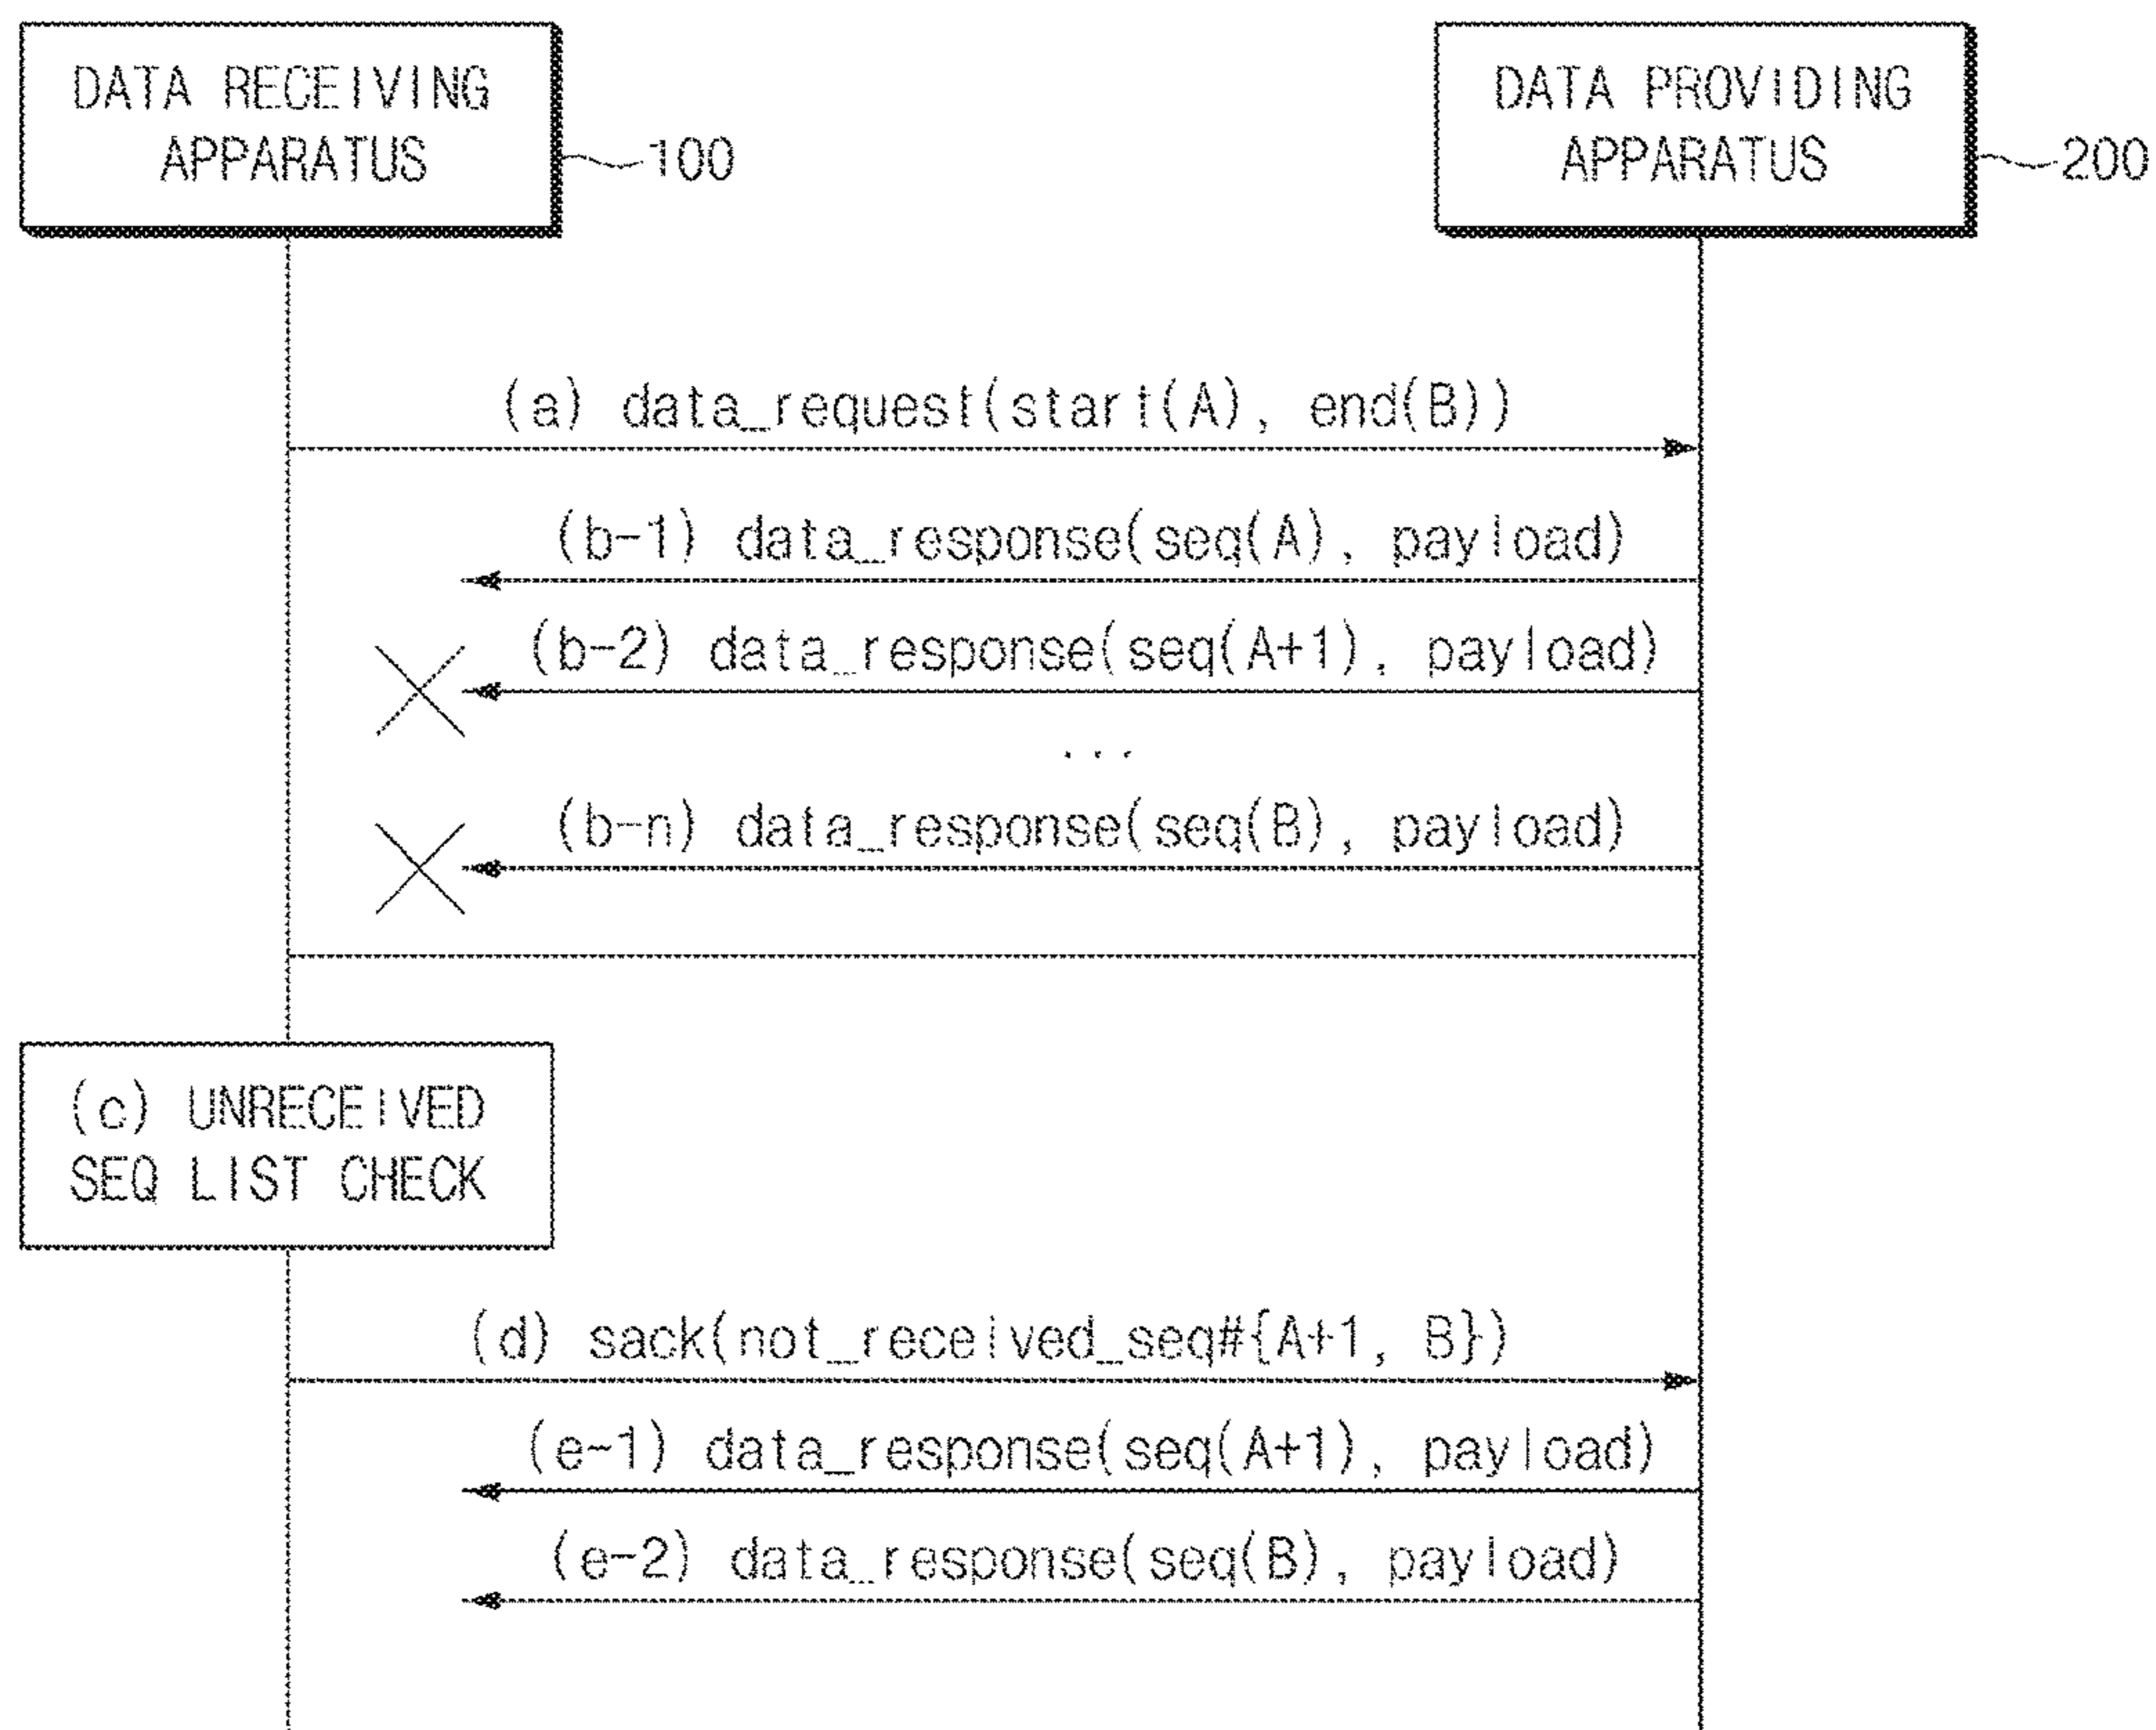 DATA RECEIVING
APPARATUS
100
DATA PROVIDING
APPARATUS
200
(a) data_request(start(A), end(B))
(b-1) data_response(seq(A), payload)
(b-2) data_response(seq(A+1), payload)
...
(b-n) data_response(seq(B), payload)
(c) UNRECEIVED
SEQ LIST CHECK
(d) sack(not_received_seq#{A+1, B})
(e-1) data_response(seq(A+1), payload)
(e-2) data_response(seq(B), payload)